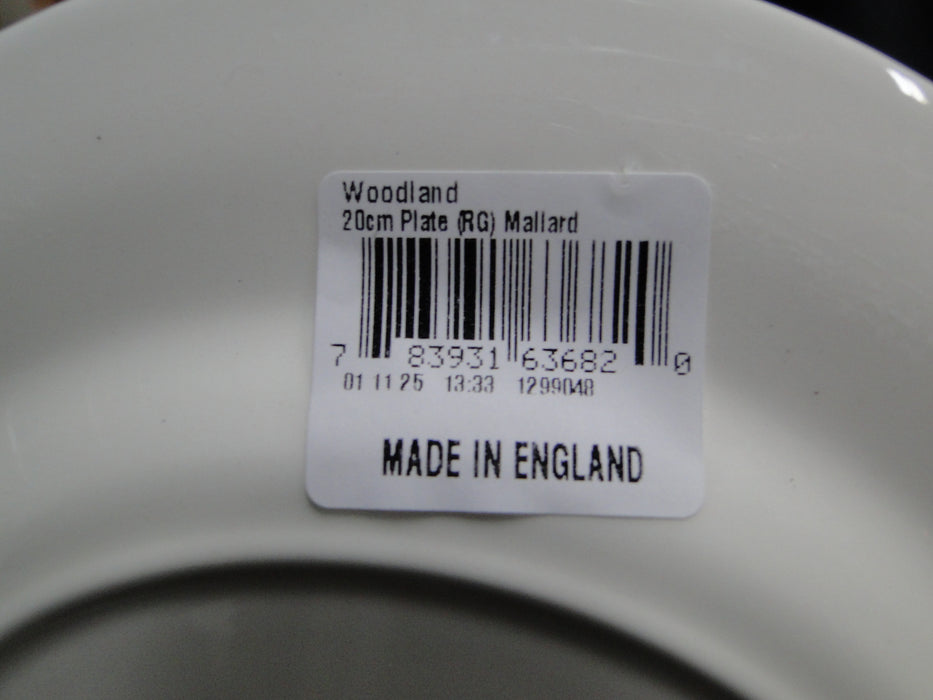 Woodland
20cm Plate (RG) Mallard
7 83931 63682 0
01 11 25 13:33 1299048
MADE IN ENGLAND